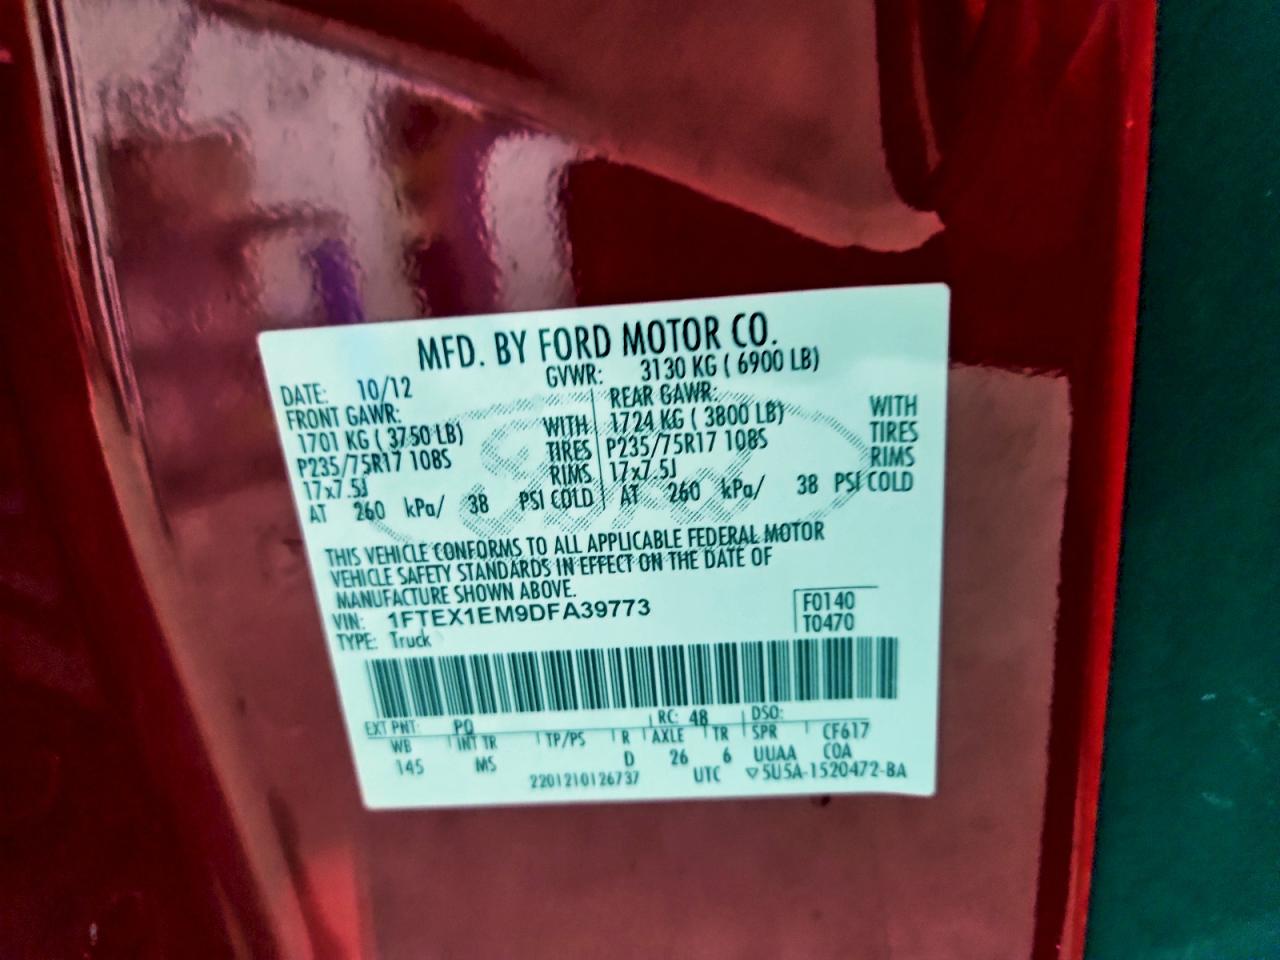 MFD. BY FORD MOTOR CO.
DATE: 10/12 GVWR: 3130 KG ( 6900 LB)
FRONT GAWR: REAR GAWR:
1701 KG ( 3750 LB) WITH 1724 KG ( 3800 LB) WITH
P235/75R17 108S TIRES P235/75R17 108S TIRES
17x7.5J RIMS 17x7.5J RIMS
AT 260 kPa/ 38 PSI COLD AT 260 kPa/ 38 PSI COLD
THIS VEHICLE CONFORMS TO ALL APPLICABLE FEDERAL MOTOR
VEHICLE SAFETY STANDARDS IN EFFECT ON THE DATE OF
MANUFACTURE SHOWN ABOVE.
VIN: 1FTEX1EM9DFA39773 F0140
TYPE: Truck T0470
EXT PNT: PQ RC: 48 DSO:
WB INT TR TP/PS R AXLE TR SPR CF617
145 MS D 26 6 UUAA COA
2201210126737 UTC ▽5U5A-1520472-BA